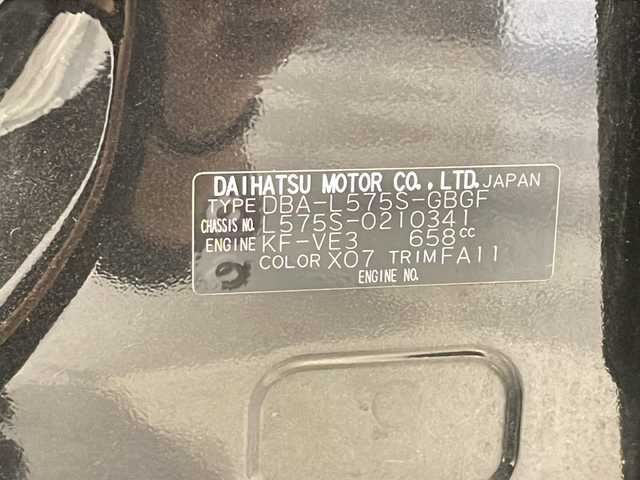 DAIHATSU MOTOR CO., LTD. JAPAN
TYPE DBA-L575S-GBGF
CHASSIS NO. L575S-0210341
ENGINE KF-VE3 658cc
COLOR X07 TRIM FA11
ENGINE NO.